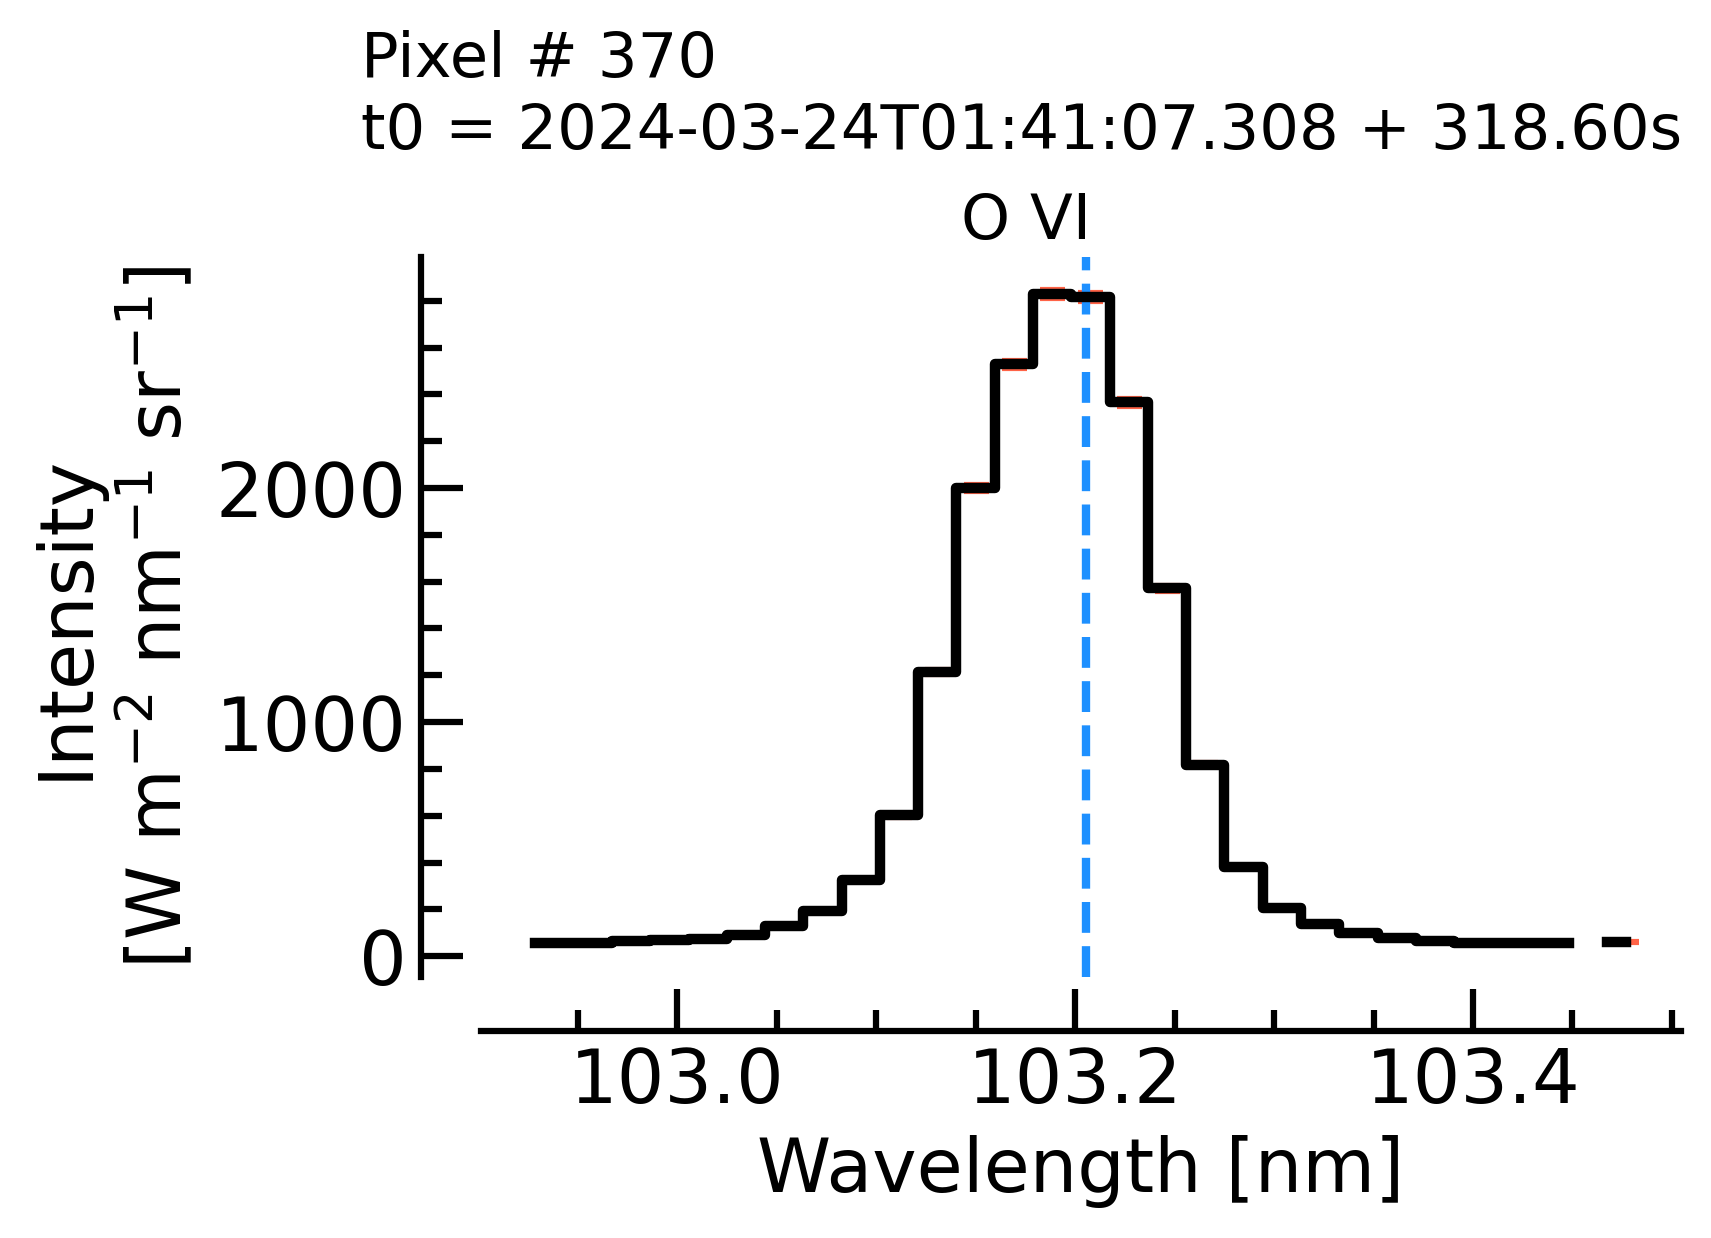 Pixel # 370
t0 = 2024-03-24T01:41:07.308 + 318.60s
O VI
Intensity
[W m⁻² nm⁻¹ sr⁻¹]
2000
1000
0
103.0 103.2 103.4
Wavelength [nm]